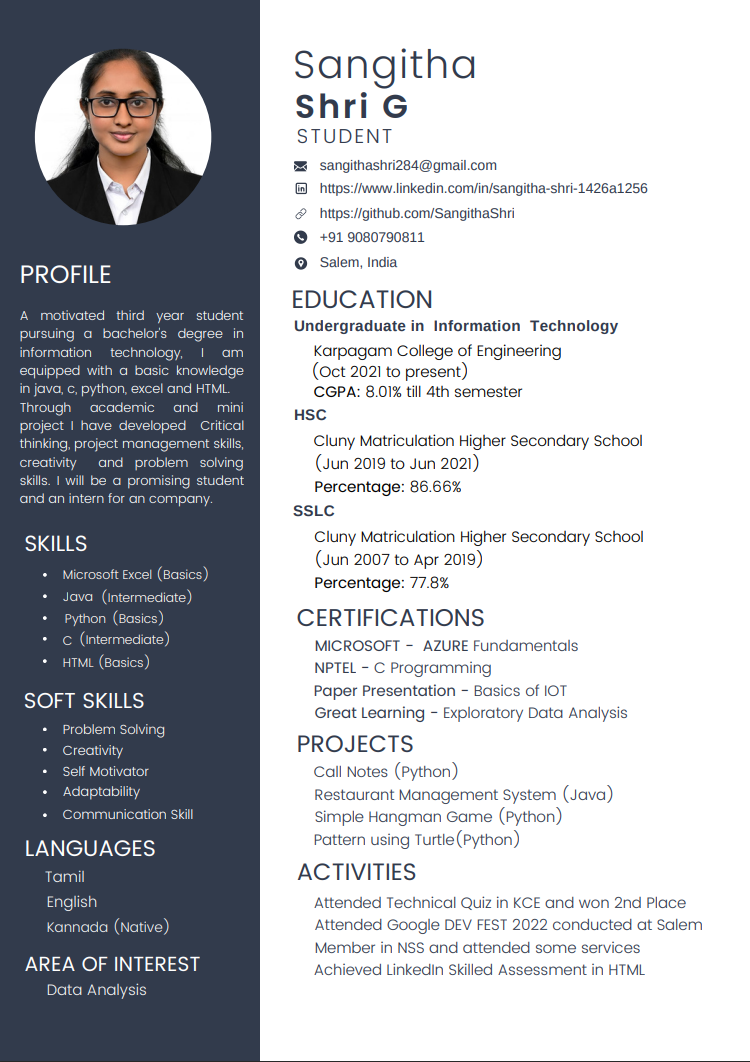 Sangitha
Shri G
STUDENT
sangithashri284@gmail.com
https://www.linkedin.com/in/sangitha-shri-1426a1256
https://github.com/SangithaShri
+91 9080790811
Salem, India
PROFILE
A motivated third year student
pursuing a bachelor's degree in
information technology, I am
equipped with a basic knowledge
in java, c, python, excel and HTML.
Through academic and mini
project I have developed Critical
thinking, project management skills,
creativity and problem solving
skills. I will be a promising student
and an intern for an company.
SKILLS
• Microsoft Excel (Basics)
• Java (Intermediate)
• Python (Basics)
• C (Intermediate)
• HTML (Basics)
SOFT SKILLS
• Problem Solving
• Creativity
• Self Motivator
• Adaptability
• Communication Skill
LANGUAGES
Tamil
English
Kannada (Native)
AREA OF INTEREST
Data Analysis
EDUCATION
Undergraduate in Information Technology
Karpagam College of Engineering
(Oct 2021 to present)
CGPA: 8.01% till 4th semester
HSC
Cluny Matriculation Higher Secondary School
(Jun 2019 to Jun 2021)
Percentage: 86.66%
SSLC
Cluny Matriculation Higher Secondary School
(Jun 2007 to Apr 2019)
Percentage: 77.8%
CERTIFICATIONS
MICROSOFT - AZURE Fundamentals
NPTEL - C Programming
Paper Presentation - Basics of IOT
Great Learning - Exploratory Data Analysis
PROJECTS
Call Notes (Python)
Restaurant Management System (Java)
Simple Hangman Game (Python)
Pattern using Turtle(Python)
ACTIVITIES
Attended Technical Quiz in KCE and won 2nd Place
Attended Google DEV FEST 2022 conducted at Salem
Member in NSS and attended some services
Achieved LinkedIn Skilled Assessment in HTML